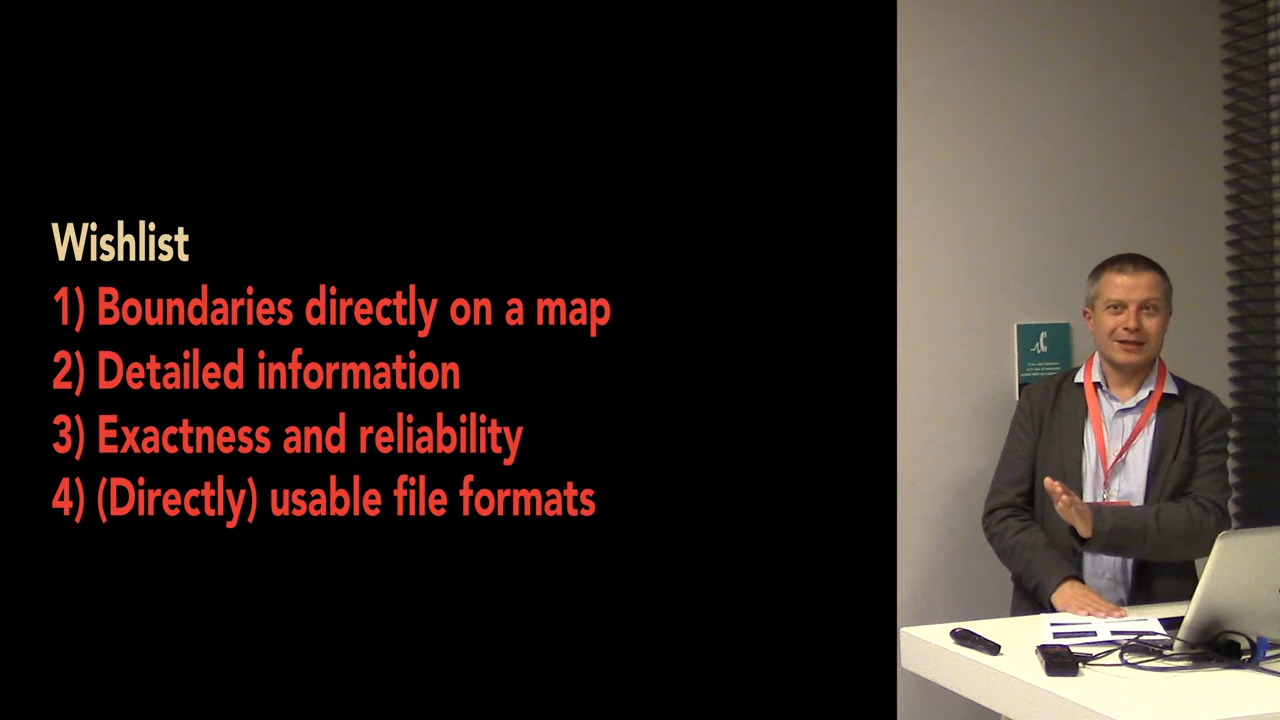 Wishlist
1) Boundaries directly on a map
2) Detailed information
3) Exactness and reliability
4) (Directly) usable file formats